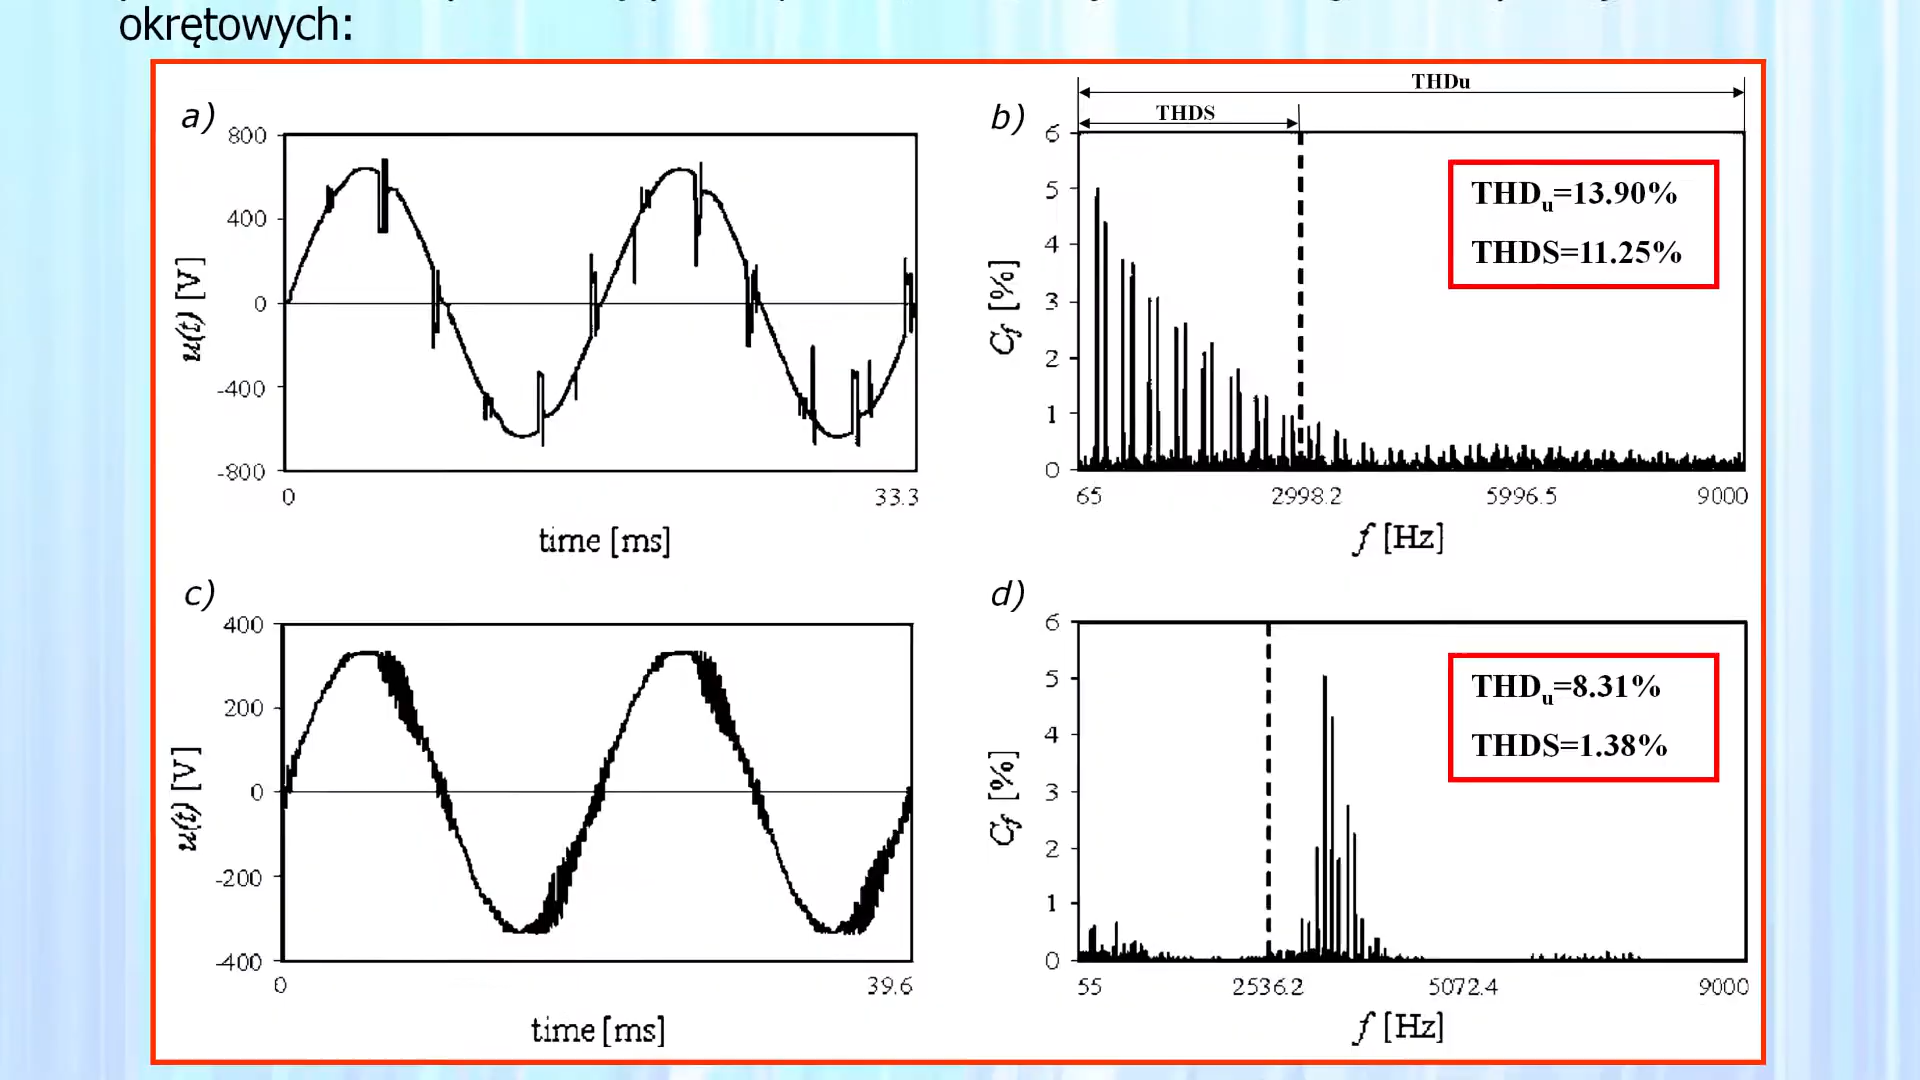 okrętowych:
a)
800
400
0
-400
-800
u(t) [V]
0
33.3
time [ms]
b)
THDu
THDS
6
5
4
3
2
1
0
Cf [%]
THDu=13.90%
THDS=11.25%
65
2998.2
5996.5
9000
f [Hz]
c)
400
200
0
-200
-400
u(t) [V]
0
39.6
time [ms]
d)
6
5
4
3
2
1
0
Cf [%]
THDu=8.31%
THDS=1.38%
55
2536.2
5072.4
9000
f [Hz]